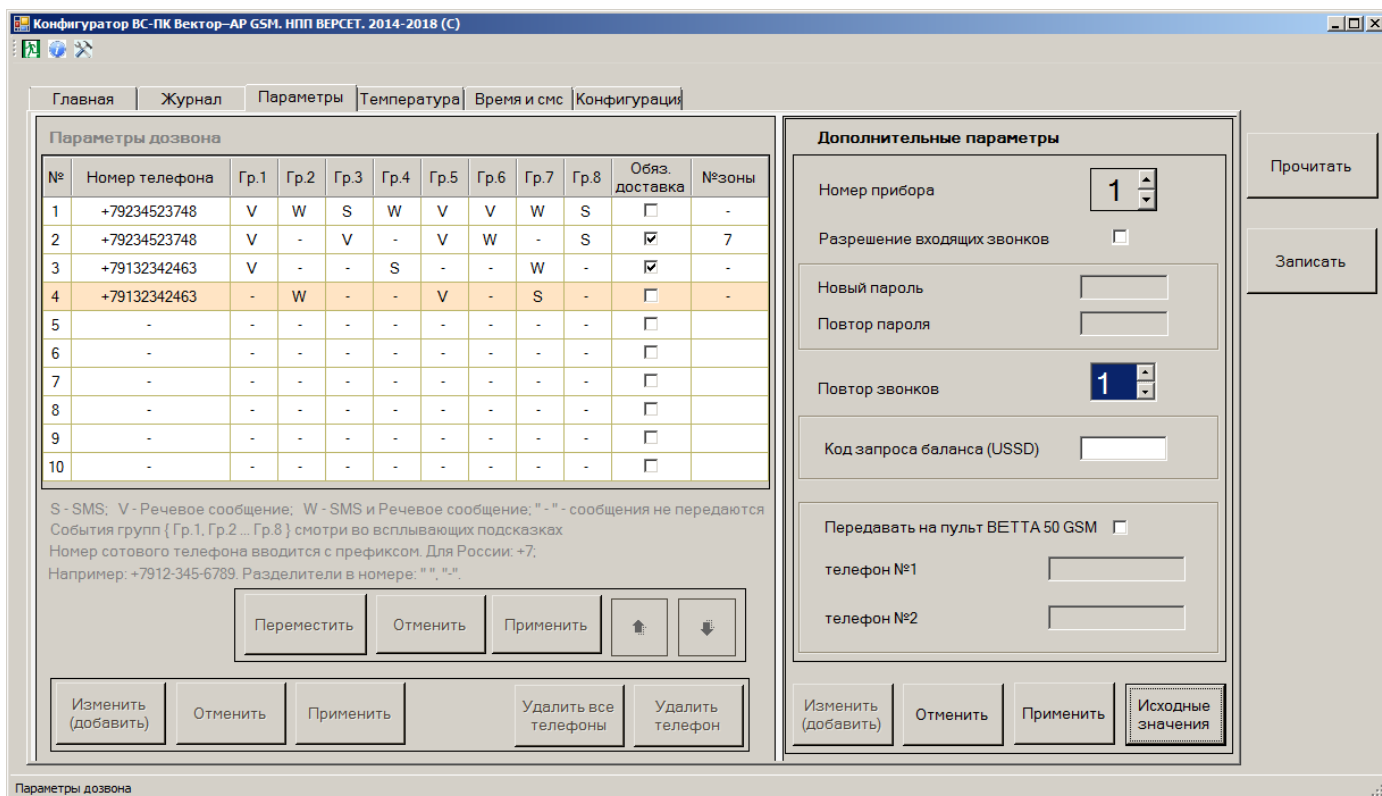 Конфигуратор ВС-ПК Вектор–АР GSM. НПП ВЕРСЕТ. 2014-2018 (С)
Главная Журнал Параметры Температура Время и смс Конфигураци
Параметры дозвона
№ Номер телефона Гр.1 Гр.2 Гр.3 Гр.4 Гр.5 Гр.6 Гр.7 Гр.8 Обяз. доставка №зоны
1 +79234523748 V W S W V V W S -
2 +79234523748 V - V - V W - S 7
3 +79132342463 V - - S - - W - -
4 +79132342463 - W - - V - S - -
5 - - - - - - - - -
6 - - - - - - - - -
7 - - - - - - - - -
8 - - - - - - - - -
9 - - - - - - - - -
10 - - - - - - - - -
S - SMS; V - Речевое сообщение; W - SMS и Речевое сообщение; " - " - сообщения не передаются
События групп { Гр.1, Гр.2 ... Гр.8 } смотри во всплывающих подсказках
Номер сотового телефона вводится с префиксом. Для России: +7;
Например: +7912-345-6789. Разделители в номере: " ", "-".
Переместить Отменить Применить
Изменить (добавить) Отменить Применить Удалить все телефоны Удалить телефон
Дополнительные параметры
Номер прибора 1
Разрешение входящих звонков
Новый пароль
Повтор пароля
Повтор звонков 1
Код запроса баланса (USSD)
Передавать на пульт BETTA 50 GSM
телефон №1
телефон №2
Изменить (добавить) Отменить Применить Исходные значения
Прочитать
Записать
Параметры дозвона